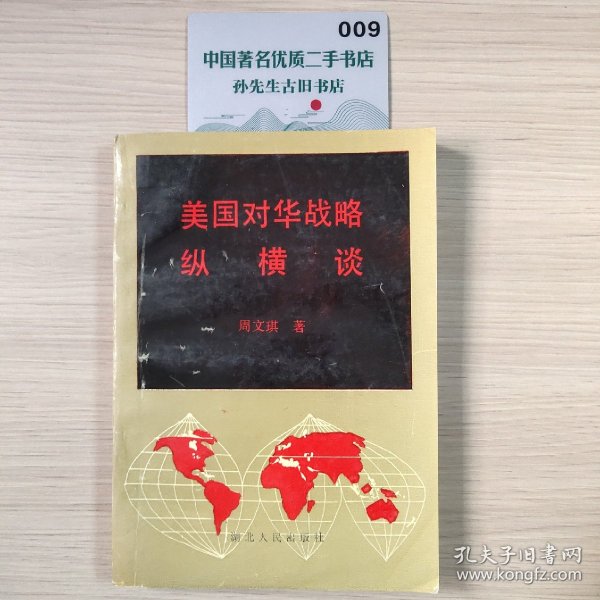 009
中国著名优质二手书店
孙先生古旧书店
美国对华战略
纵横谈
周文琪 著
湖北人民出版社
孔夫子旧书网
www.kongfz.com